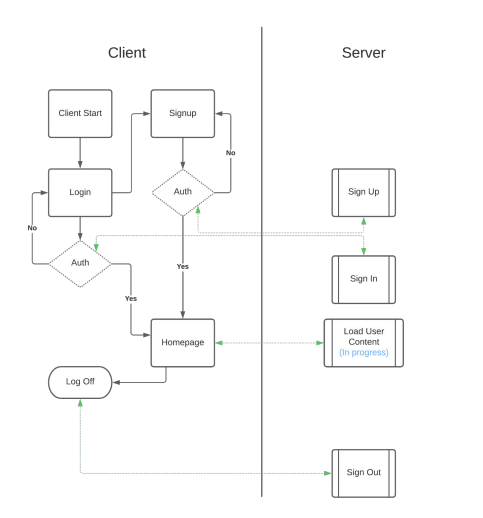 Client
Server
Client Start
Signup
No
Login
Auth
Sign Up
No
Auth
Yes
Sign In
Yes
Homepage
Load User
Content
(In progress)
Log Off
Sign Out